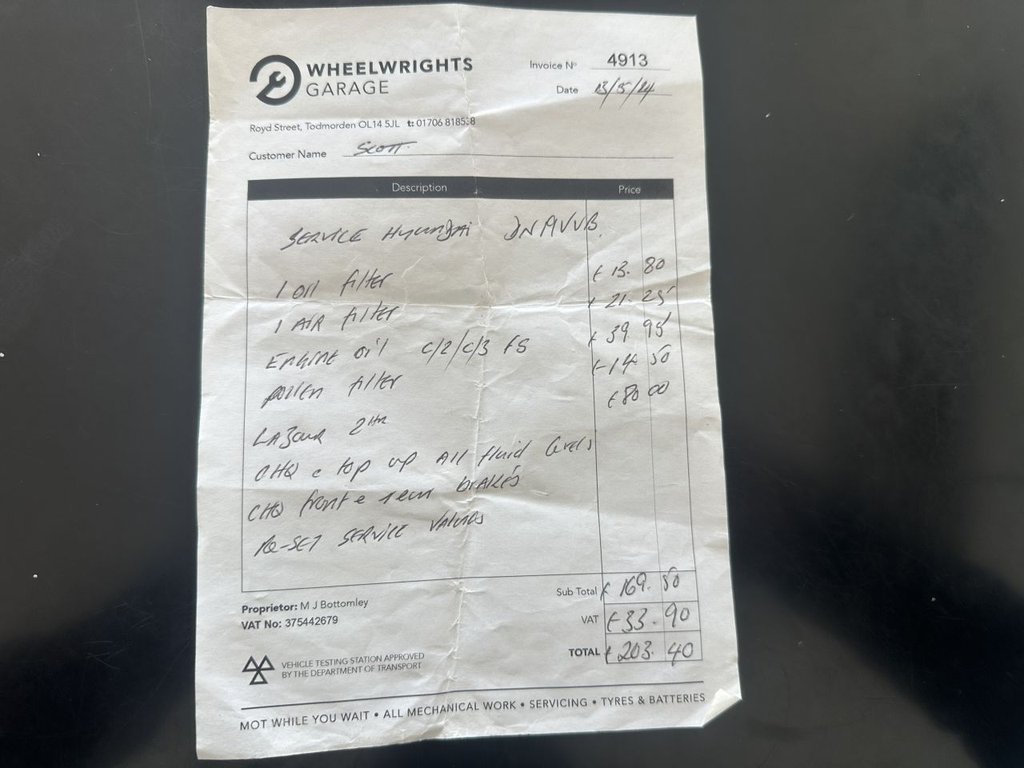 WHEELWRIGHTS
GARAGE
Invoice Nº 4913
Date 13/5/24
Royd Street, Todmorden OL14 5JL t: 01706 818538
Customer Name Scott
Description Price
SERVICE HYUNDAI
1 Oil filter £13.80
1 AIR filter £21.25
ENGINE Oil C/2/C/3 FS £39 95
pollen filter £14 50
LABour 2Hr £80 00
CHQ e top up All fluid levels
CHQ front e rear BRAKES
RE-SET SERVICE
Sub Total £169.50
VAT £33.90
TOTAL £203.40
Proprietor: M J Bottomley
VAT No: 375442679
VEHICLE TESTING STATION APPROVED
BY THE DEPARTMENT OF TRANSPORT
MOT WHILE YOU WAIT • ALL MECHANICAL WORK • SERVICING • TYRES & BATTERIES